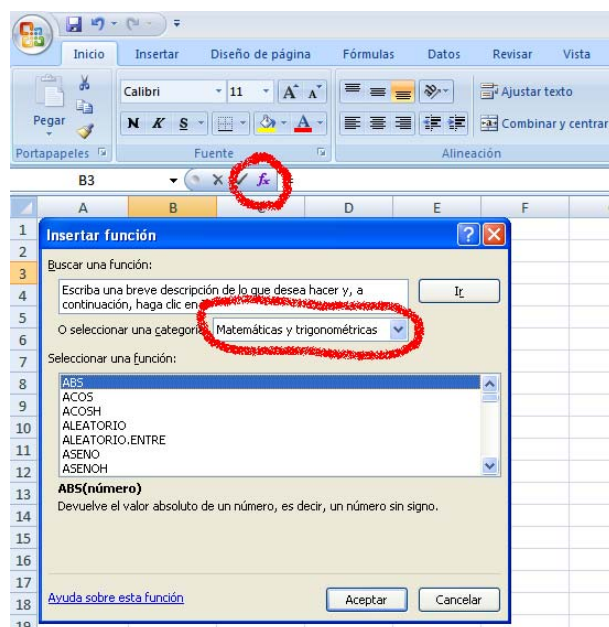 Inicio Insertar Diseño de página Fórmulas Datos Revisar Vista
Calibri 11 A A Ajustar texto
Pegar N K S A Combinar y centrar
Portapapeles Fuente Alineación
B3 fx
A B C D E F
1
2
3
4
5
6
7
8
9
10
11
12
13
14
15
16
17
18
19
Insertar función
Buscar una función:
Escriba una breve descripción de lo que desea hacer y, a
continuación, haga clic en
Ir
O seleccionar una categoría: Matemáticas y trigonométricas
Seleccionar una función:
ABS
ACOS
ACOSH
ALEATORIO
ALEATORIO.ENTRE
ASENO
ASENOH
ABS(número)
Devuelve el valor absoluto de un número, es decir, un número sin signo.
Ayuda sobre esta función
Aceptar Cancelar